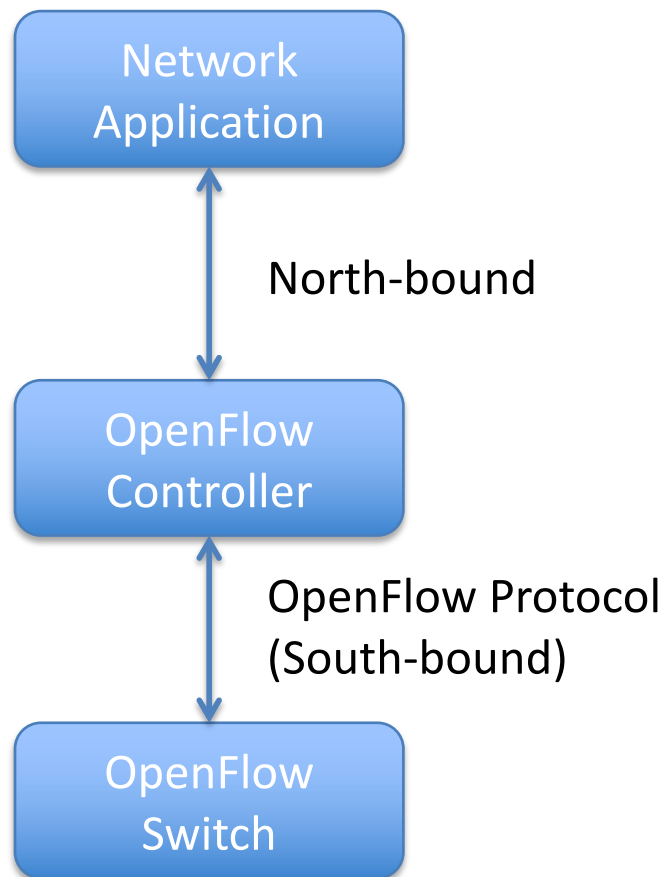 Network
Application
North-bound
OpenFlow
Controller
OpenFlow Protocol
(South-bound)
OpenFlow
Switch